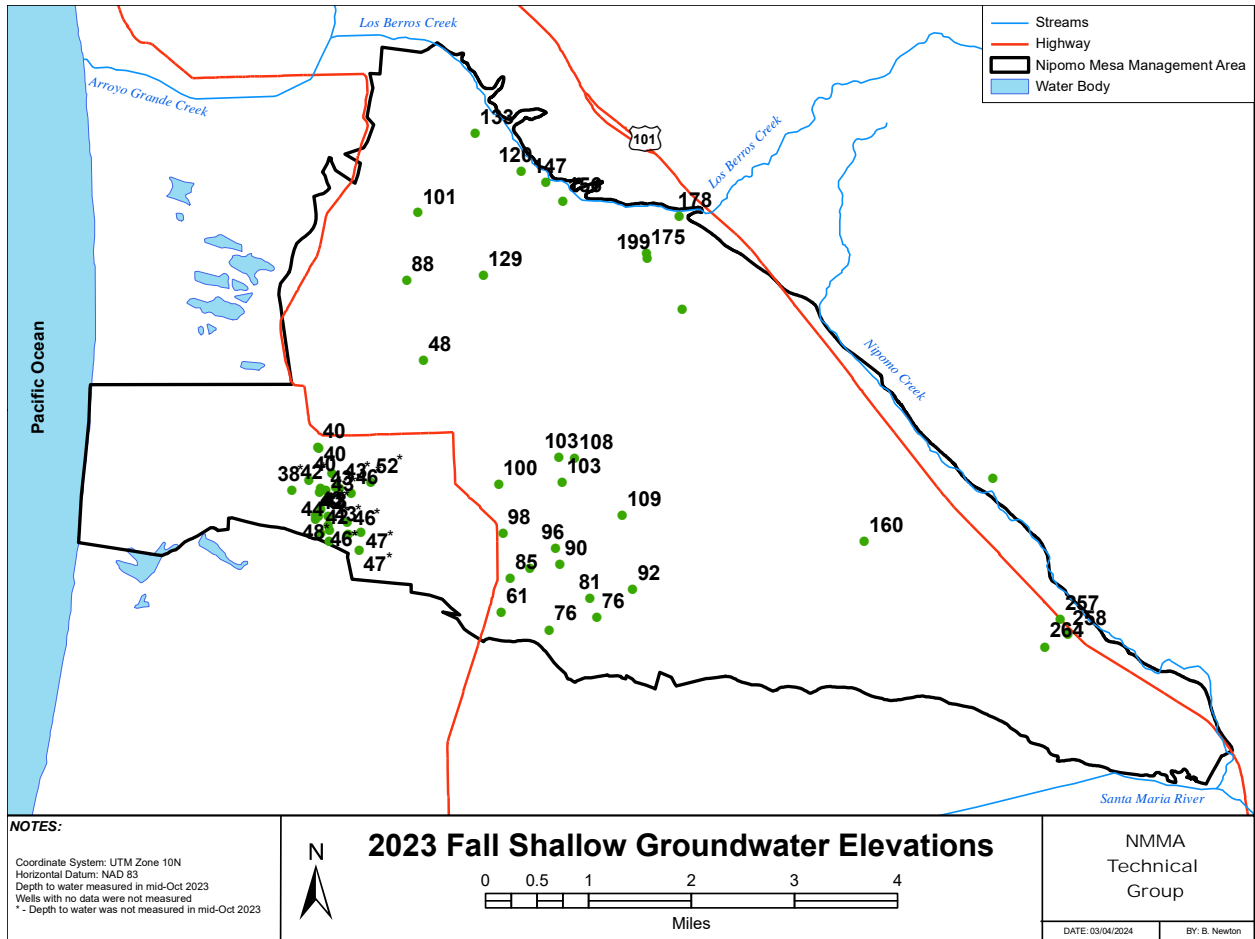 Streams
Highway
Nipomo Mesa Management Area
Water Body
Los Berros Creek
Arroyo Grande Creek
101
Los Berros Creek
Nipomo Creek
Pacific Ocean
133
120
147
101
178
199
175
88
129
48
40
40
40
38*
42
43*
46*
52*
44
46*
48*
46*
47*
47*
103
108
100
103
109
98
96
90
85
81
92
61
76
76
160
257
258
264
Santa Maria River
NOTES:
Coordinate System: UTM Zone 10N
Horizontal Datum: NAD 83
Depth to water measured in mid-Oct 2023
Wells with no data were not measured
* - Depth to water was not measured in mid-Oct 2023
N
2023 Fall Shallow Groundwater Elevations
0 0.5 1 2 3 4
Miles
NMMA
Technical
Group
DATE: 03/04/2024
BY: B. Newton